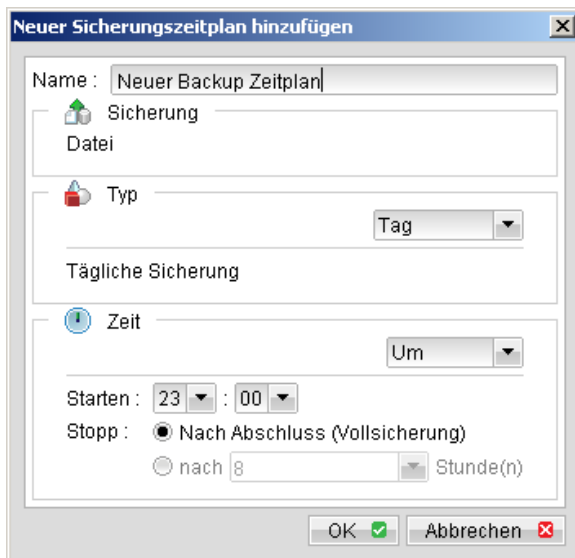 Neuer Sicherungszeitplan hinzufügen
Name : Neuer Backup Zeitplan
Sicherung
Datei
Typ
Tag
Tägliche Sicherung
Zeit
Um
Starten : 23 : 00
Stopp : Nach Abschluss (Vollsicherung)
nach 8 Stunde(n)
OK Abbrechen